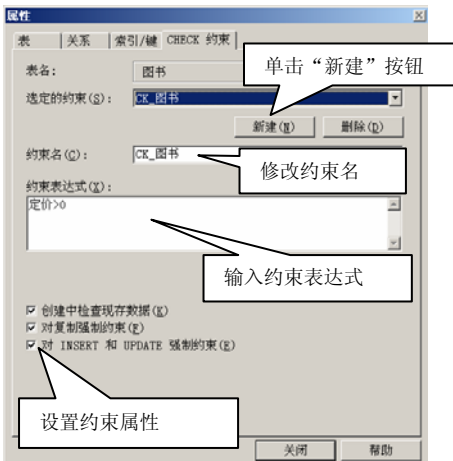 属性
表 关系 索引/键 CHECK 约束
表名: 图书
单击“新建”按钮
选定的约束(S): CK_图书
新建(N) 删除(D)
约束名(C): CK_图书
修改约束名
约束表达式(X):
定价>0
输入约束表达式
创建中检查现存数据(K)
对复制强制约束(F)
对 INSERT 和 UPDATE 强制约束(E)
设置约束属性
关闭 帮助